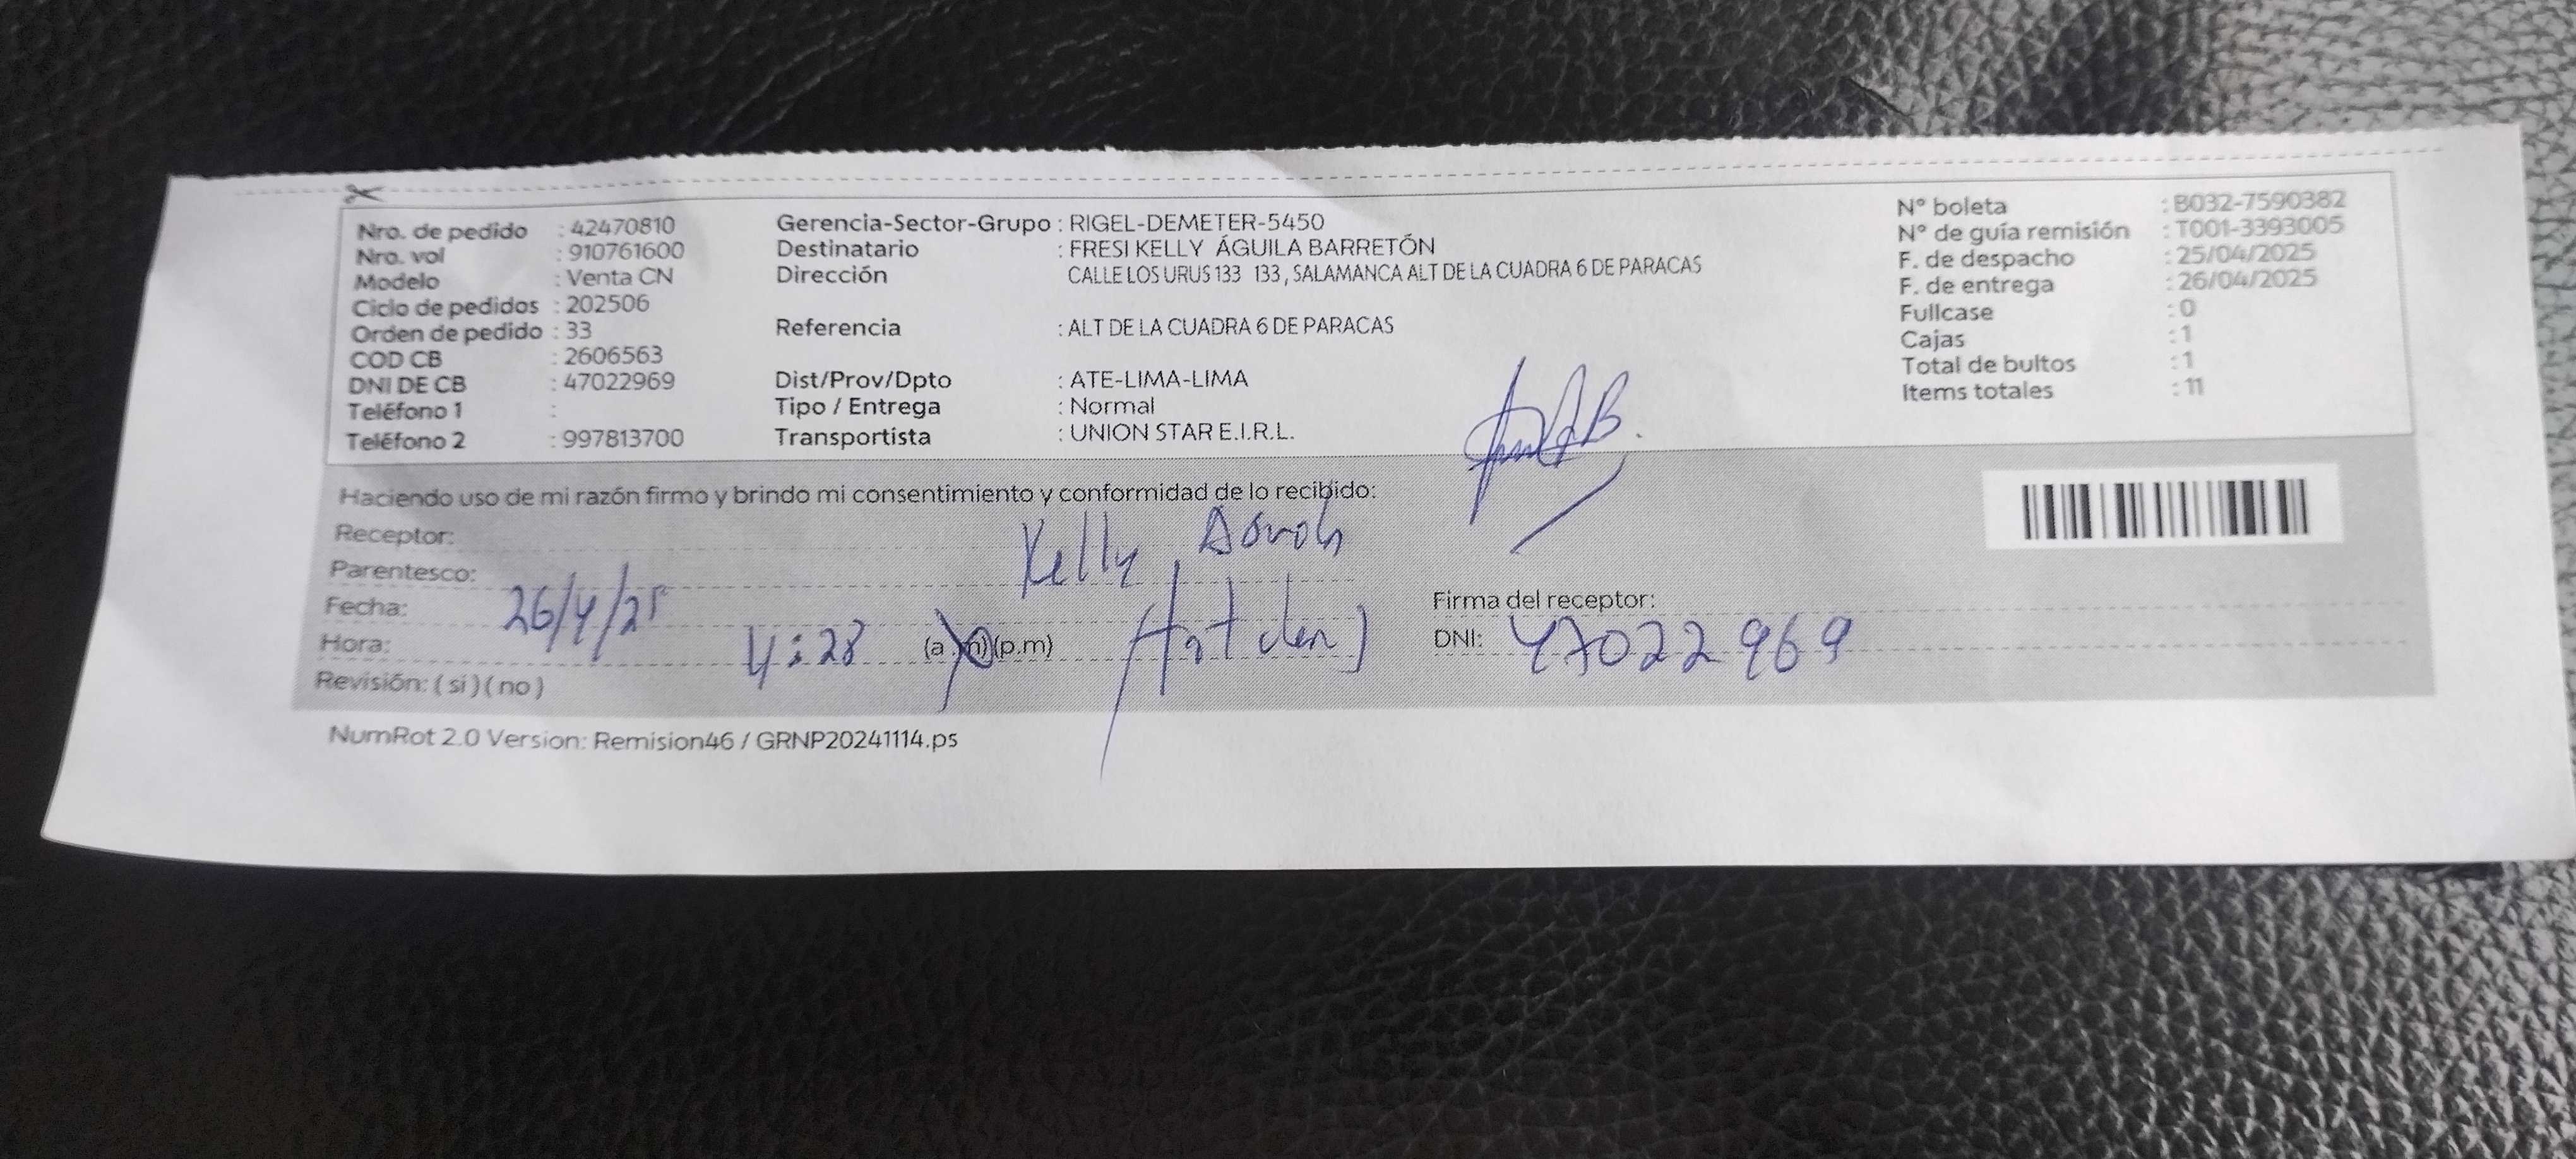 Nro. de pedido : 42470810
Nro. vol : 910761600
Modelo : Venta CN
Ciclo de pedidos : 202506
Orden de pedido : 33
COD CB : 2606563
DNI DE CB : 47022969
Teléfono 1 :
Teléfono 2 : 997813700
Gerencia-Sector-Grupo : RIGEL-DEMETER-5450
Destinatario : FRESI KELLY ÁGUILA BARRETÓN
Dirección CALLE LOS URUS 133 133, SALAMANCA ALT DE LA CUADRA 6 DE PARACAS
Referencia : ALT DE LA CUADRA 6 DE PARACAS
Dist/Prov/Dpto : ATE-LIMA-LIMA
Tipo / Entrega : Normal
Transportista : UNION STAR E.I.R.L.
N° boleta : B032-7590382
N° de guía remisión : T001-3393005
F. de despacho : 25/04/2025
F. de entrega : 26/04/2025
Fullcase : 0
Cajas : 1
Total de bultos : 1
Items totales : 11
Haciendo uso de mi razón firmo y brindo mi consentimiento y conformidad de lo recibido:
Receptor: Kelly
Parentesco:
Fecha: 26/4/25
Hora: 4:28 (a.m)(p.m)
Revisión: ( si ) ( no )
Firma del receptor:
DNI: 47022969
NumRot 2.0 Version: Remision46 / GRNP20241114.ps